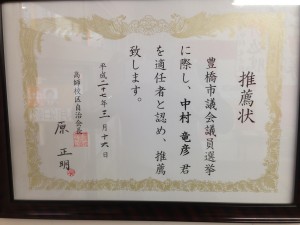 推薦状
豊橋市議会議員選挙
に際し、中村竜彦君
を適任者と認め、推薦
致します。
平成二十七年三月十六日
高師校区自治会長
原正明